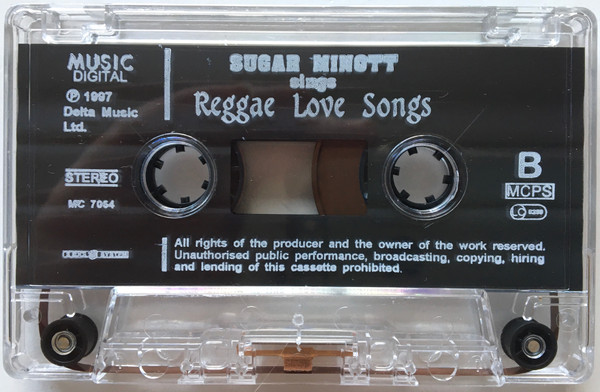 MUSIC
DIGITAL
℗ 1997
Delta Music
Ltd.
STEREO
MC 7064
SUGAR MINOTT
sings
Reggae Love Songs
B
MCPS
All rights of the producer and the owner of the work reserved.
Unauthorised public performance, broadcasting, copying, hiring
and lending of this cassette prohibited.